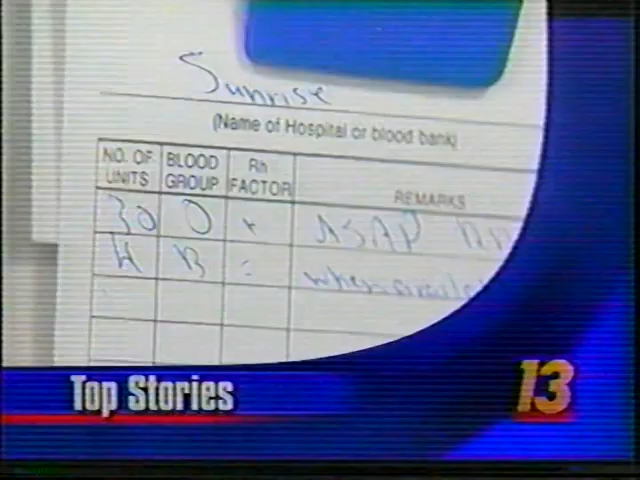 Sunrise
(Name of Hospital or blood bank)
NO. OF UNITS BLOOD GROUP Rh FACTOR REMARKS
30 O + ASAP
B - when
Top Stories 13